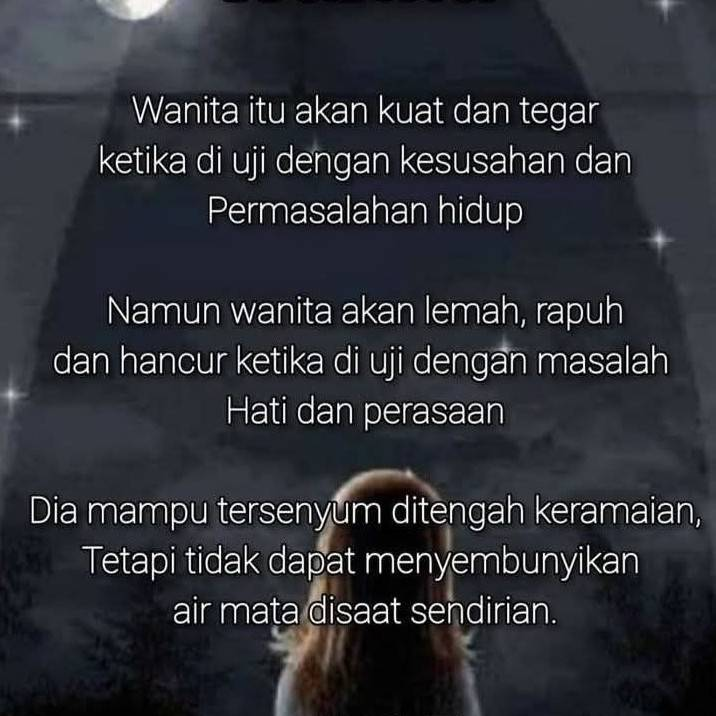 Wanita itu akan kuat dan tegar
ketika di uji dengan kesusahan dan
Permasalahan hidup
Namun wanita akan lemah, rapuh
dan hancur ketika di uji dengan masalah
Hati dan perasaan
Dia mampu tersenyum ditengah keramaian,
Tetapi tidak dapat menyembunyikan
air mata disaat sendirian.